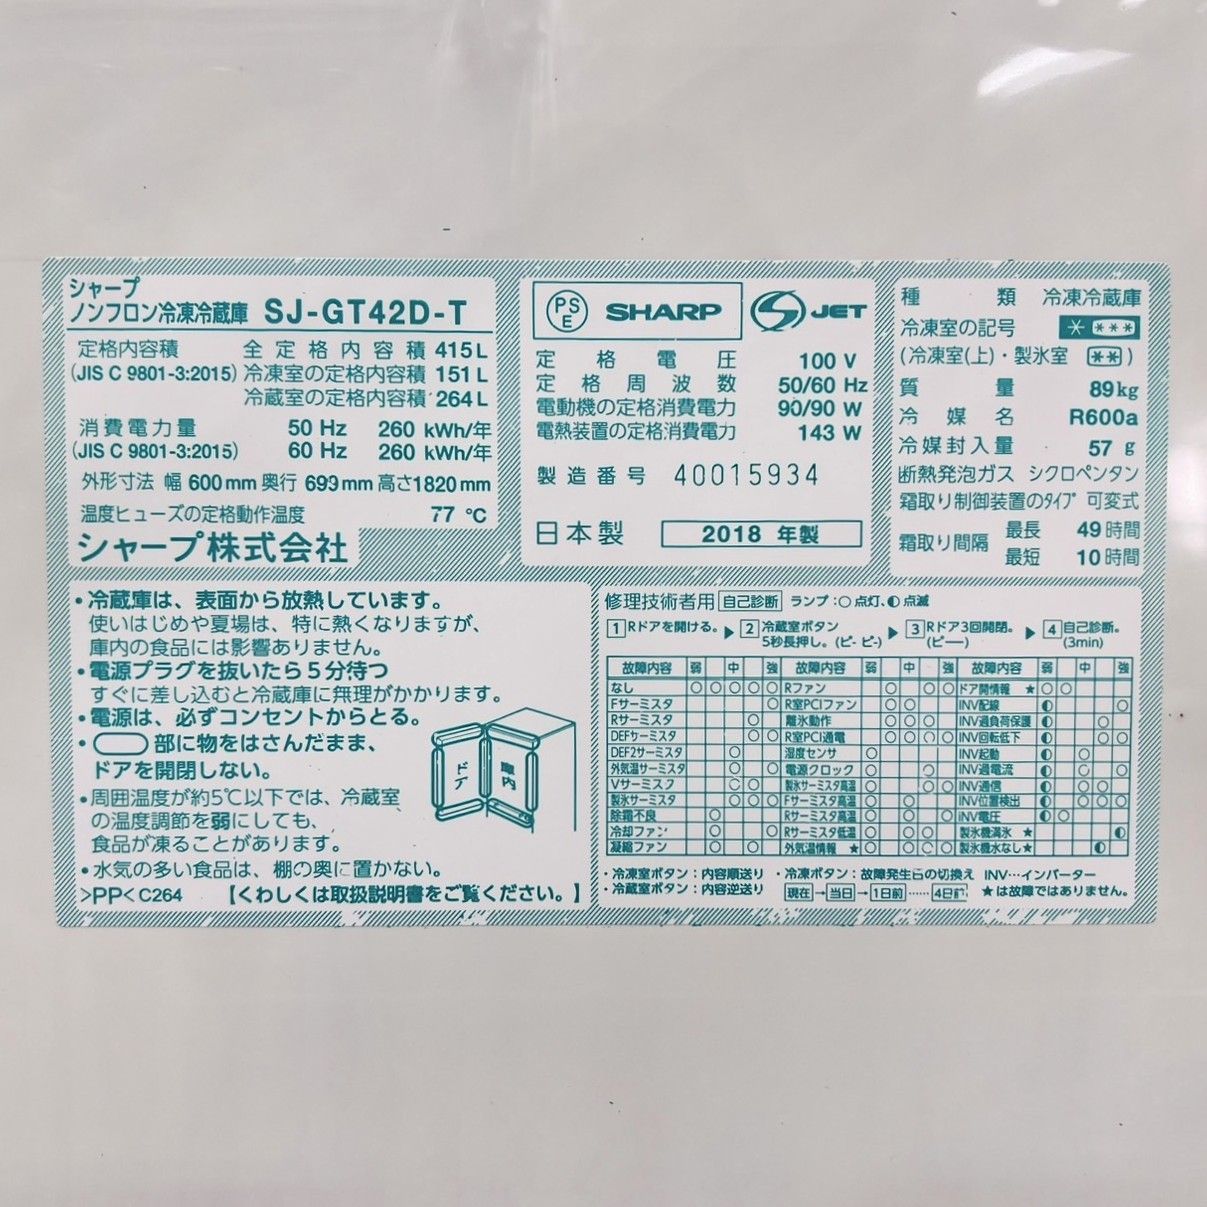 シャープ
ノンフロン冷凍冷蔵庫 SJ-GT42D-T
定格内容積 全定格内容積 415L
(JIS C 9801-3:2015) 冷凍室の定格内容積 151L
冷蔵室の定格内容積 264L
消費電力量 50 Hz 260 kWh/年
(JIS C 9801-3:2015) 60 Hz 260 kWh/年
外形寸法 幅 600mm 奥行 699mm 高さ1820mm
温度ヒューズの定格動作温度 77 ℃
シャープ株式会社
PSE SHARP JET
定格電圧 100 V
定格周波数 50/60 Hz
電動機の定格消費電力 90/90 W
電熱装置の定格消費電力 143 W
製造番号 40015934
日本製 2018 年製
種類 冷凍冷蔵庫
冷凍室の記号 * ***
(冷凍室(上)・製氷室 **)
質量 89kg
冷媒名 R600a
冷媒封入量 57 g
断熱発泡ガス シクロペンタン
霜取り制御装置のタイプ 可変式
霜取り間隔 最長 49時間
最短 10時間
・冷蔵庫は、表面から放熱しています。
使いはじめや夏場は、特に熱くなりますが、
庫内の食品には影響ありません。
・電源プラグを抜いたら5分待つ
すぐに差し込むと冷蔵庫に無理がかかります。
・電源は、必ずコンセントからとる。
・ 部に物をはさんだまま、
ドアを開閉しない。
・周囲温度が約5℃以下では、冷蔵室
の温度調節を弱にしても、
食品が凍ることがあります。
・水気の多い食品は、棚の奥に置かない。
ドア 庫内
>PP< C264 【くわしくは取扱説明書をご覧ください。】
修理技術者用 自己診断 ランプ:○点灯、◐点滅
1 Rドアを開ける。 ▶ 2 冷蔵室ボタン 5秒長押し。(ピーピー) ▶ 3 Rドア3回開閉。(ピー) ▶ 4 自己診断。(3min)
故障内容 弱 中 強 故障内容 弱 中 強 故障内容 弱 中 強
なし ○ ○ ○ ○ ○ Rファン ドア開情報 ★
Fサーミスタ R室PCIファン INV配線
Rサーミスタ 離氷動作 INV過負荷保護
DEFサーミスタ R室PCI通電 INV回転低下
DEF2サーミスタ 湿度センサ INV起動
外気温サーミスタ 電源クロック INV過電流
Vサーミスタ 製氷サーミスタ高温 INV通信
製氷サーミスタ Fサーミスタ高温 INV位置検出
除霜不良 Rサーミスタ高温 INV電圧
冷却ファン Rサーミスタ低温 製氷機満氷 ★
凝縮ファン 外気温情報 ★ 製氷機水なし★
・冷凍室ボタン:内容順送り ・冷凍ボタン:故障発生日の切換え INV…インバーター
・冷蔵室ボタン:内容逆送り 現在→当日→1日前……4日前 ★は故障ではありません。